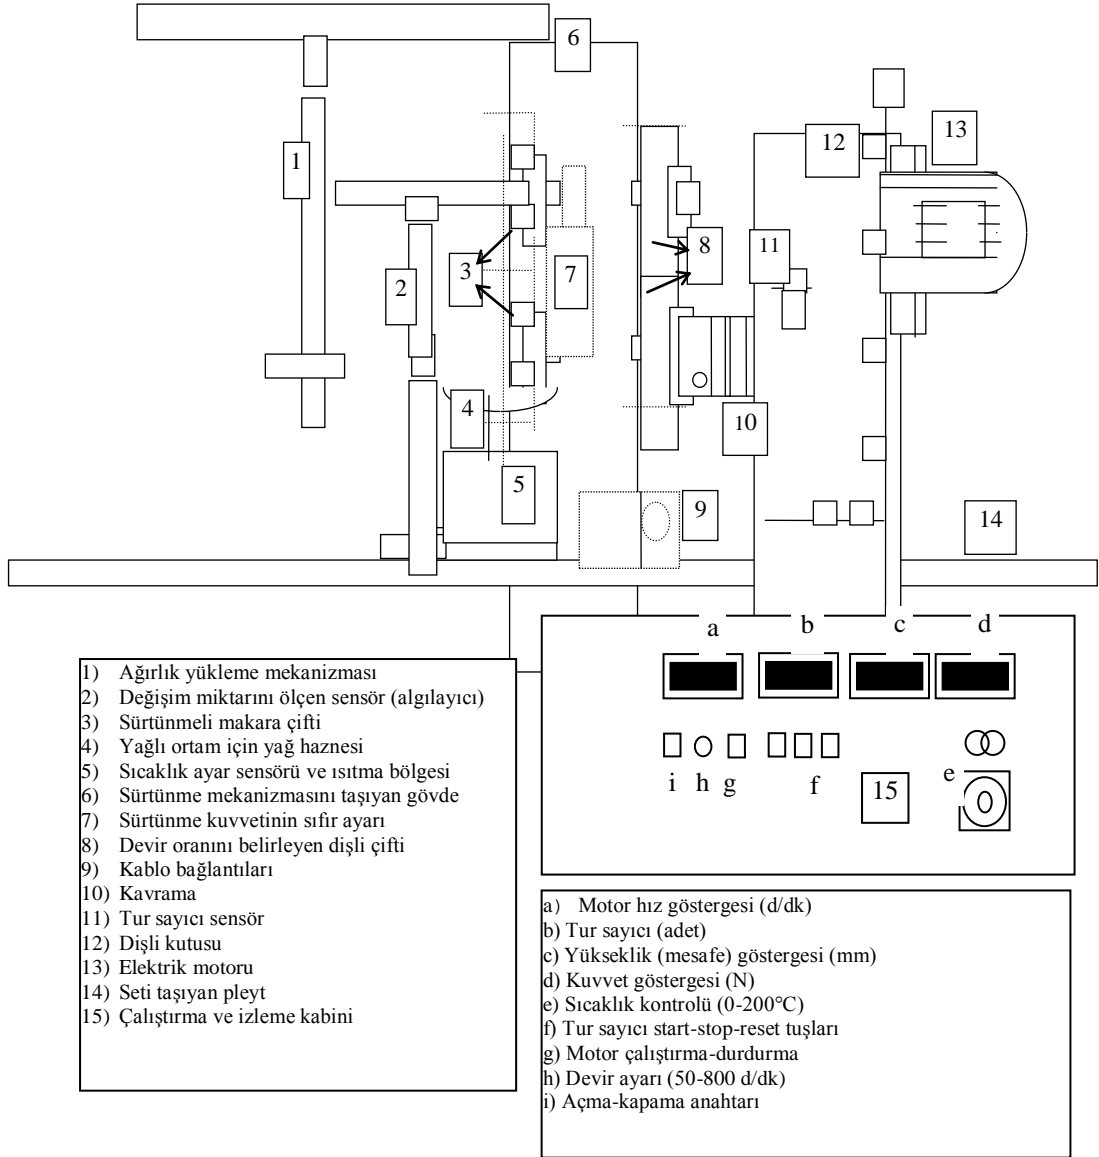 6
13
12
1
8
11
3
7
2
4
10
5
9
14
a b c d
i h g f 15 e
1) Ağırlık yükleme mekanizması
2) Değişim miktarını ölçen sensör (algılayıcı)
3) Sürtünmeli makara çifti
4) Yağlı ortam için yağ haznesi
5) Sıcaklık ayar sensörü ve ısıtma bölgesi
6) Sürtünme mekanizmasını taşıyan gövde
7) Sürtünme kuvvetinin sıfır ayarı
8) Devir oranını belirleyen dişli çifti
9) Kablo bağlantıları
10) Kavrama
11) Tur sayıcı sensör
12) Dişli kutusu
13) Elektrik motoru
14) Seti taşıyan pleyt
15) Çalıştırma ve izleme kabini
a) Motor hız göstergesi (d/dk)
b) Tur sayıcı (adet)
c) Yükseklik (mesafe) göstergesi (mm)
d) Kuvvet göstergesi (N)
e) Sıcaklık kontrolü (0-200°C)
f) Tur sayıcı start-stop-reset tuşları
g) Motor çalıştırma-durdurma
h) Devir ayarı (50-800 d/dk)
i) Açma-kapama anahtarı